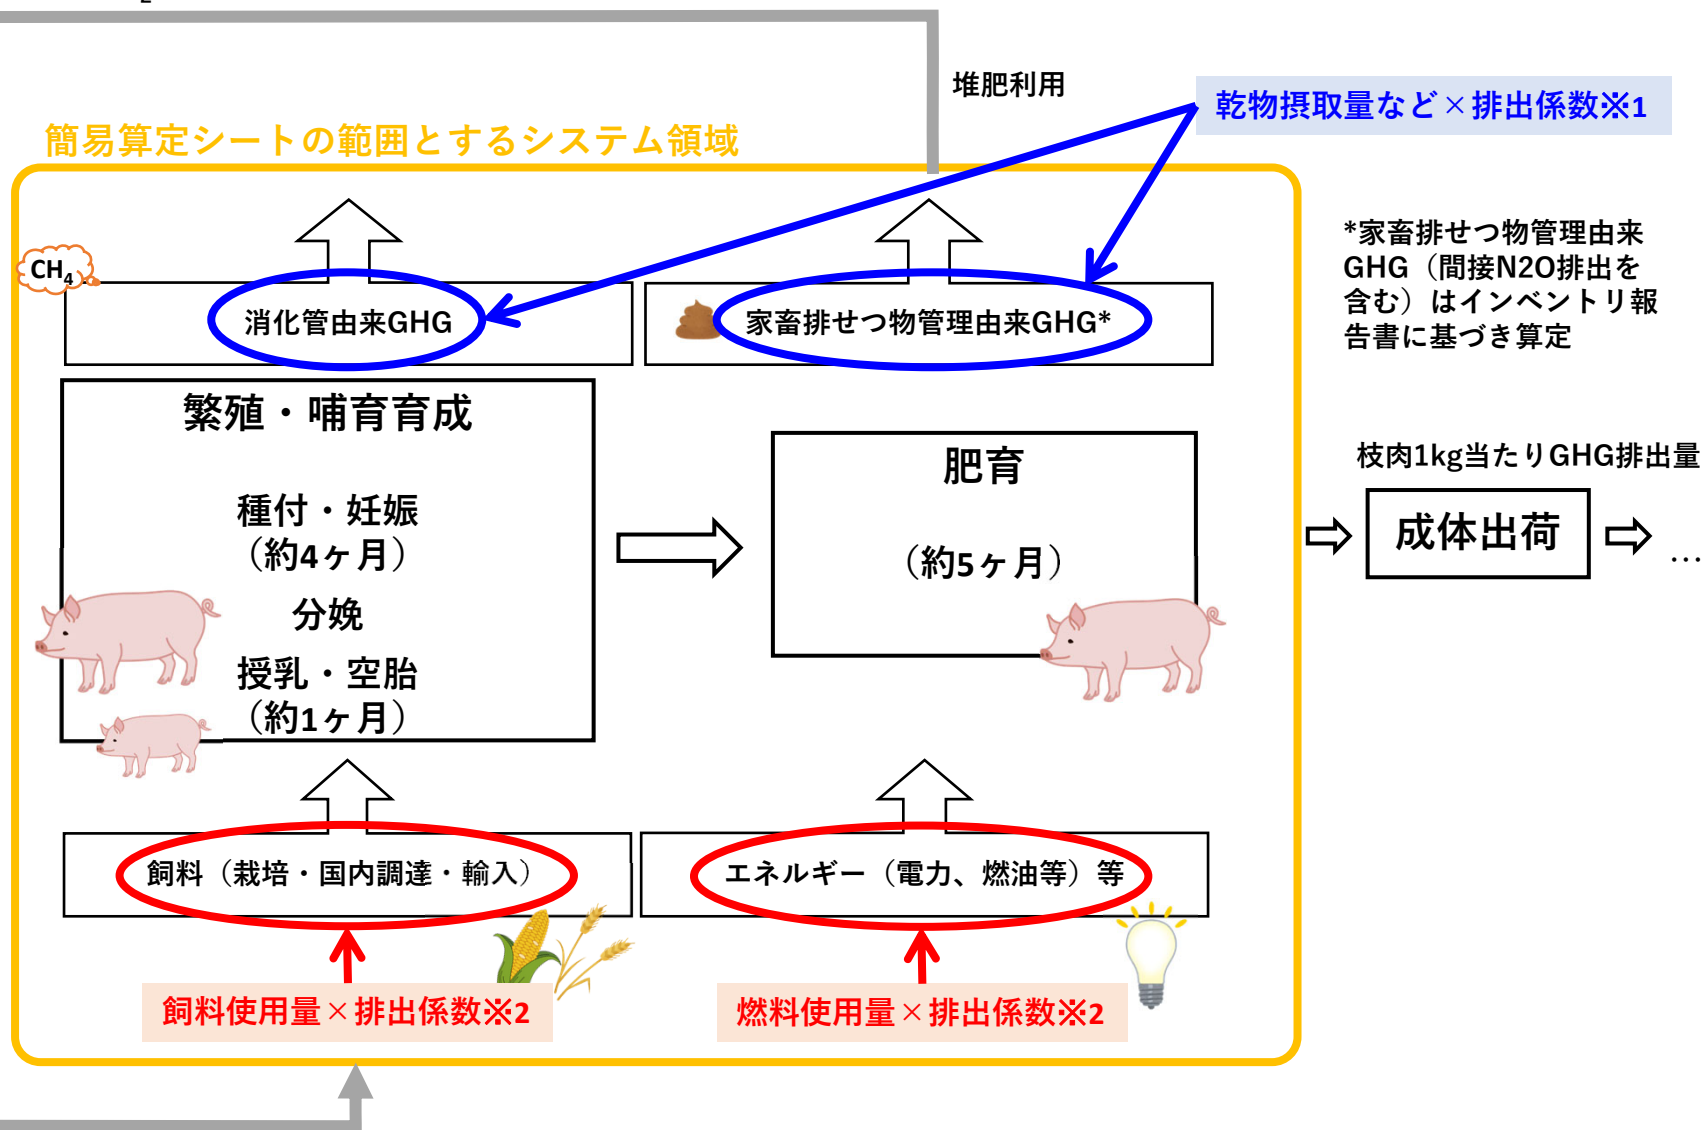 2
堆肥利用
乾物摂取量など×排出係数※1
簡易算定シートの範囲とするシステム領域
*家畜排せつ物管理由来
GHG（間接N2O排出を
含む）はインベントリ報
告書に基づき算定
CH4
消化管由来GHG
家畜排せつ物管理由来GHG*
繁殖・哺育育成
種付・妊娠
（約4ヶ月）
分娩
授乳・空胎
（約1ヶ月）
肥育
（約5ヶ月）
枝肉1kg当たりGHG排出量
成体出荷
…
飼料（栽培・国内調達・輸入）
エネルギー（電力、燃油等）等
飼料使用量×排出係数※2
燃料使用量×排出係数※2